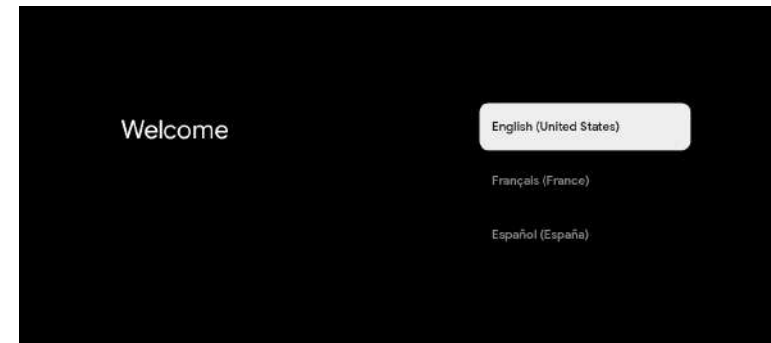 Welcome
English (United States)
Français (France)
Español (España)